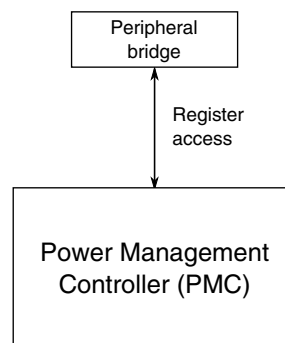 Peripheral
bridge
Register
access
Power Management
Controller (PMC)